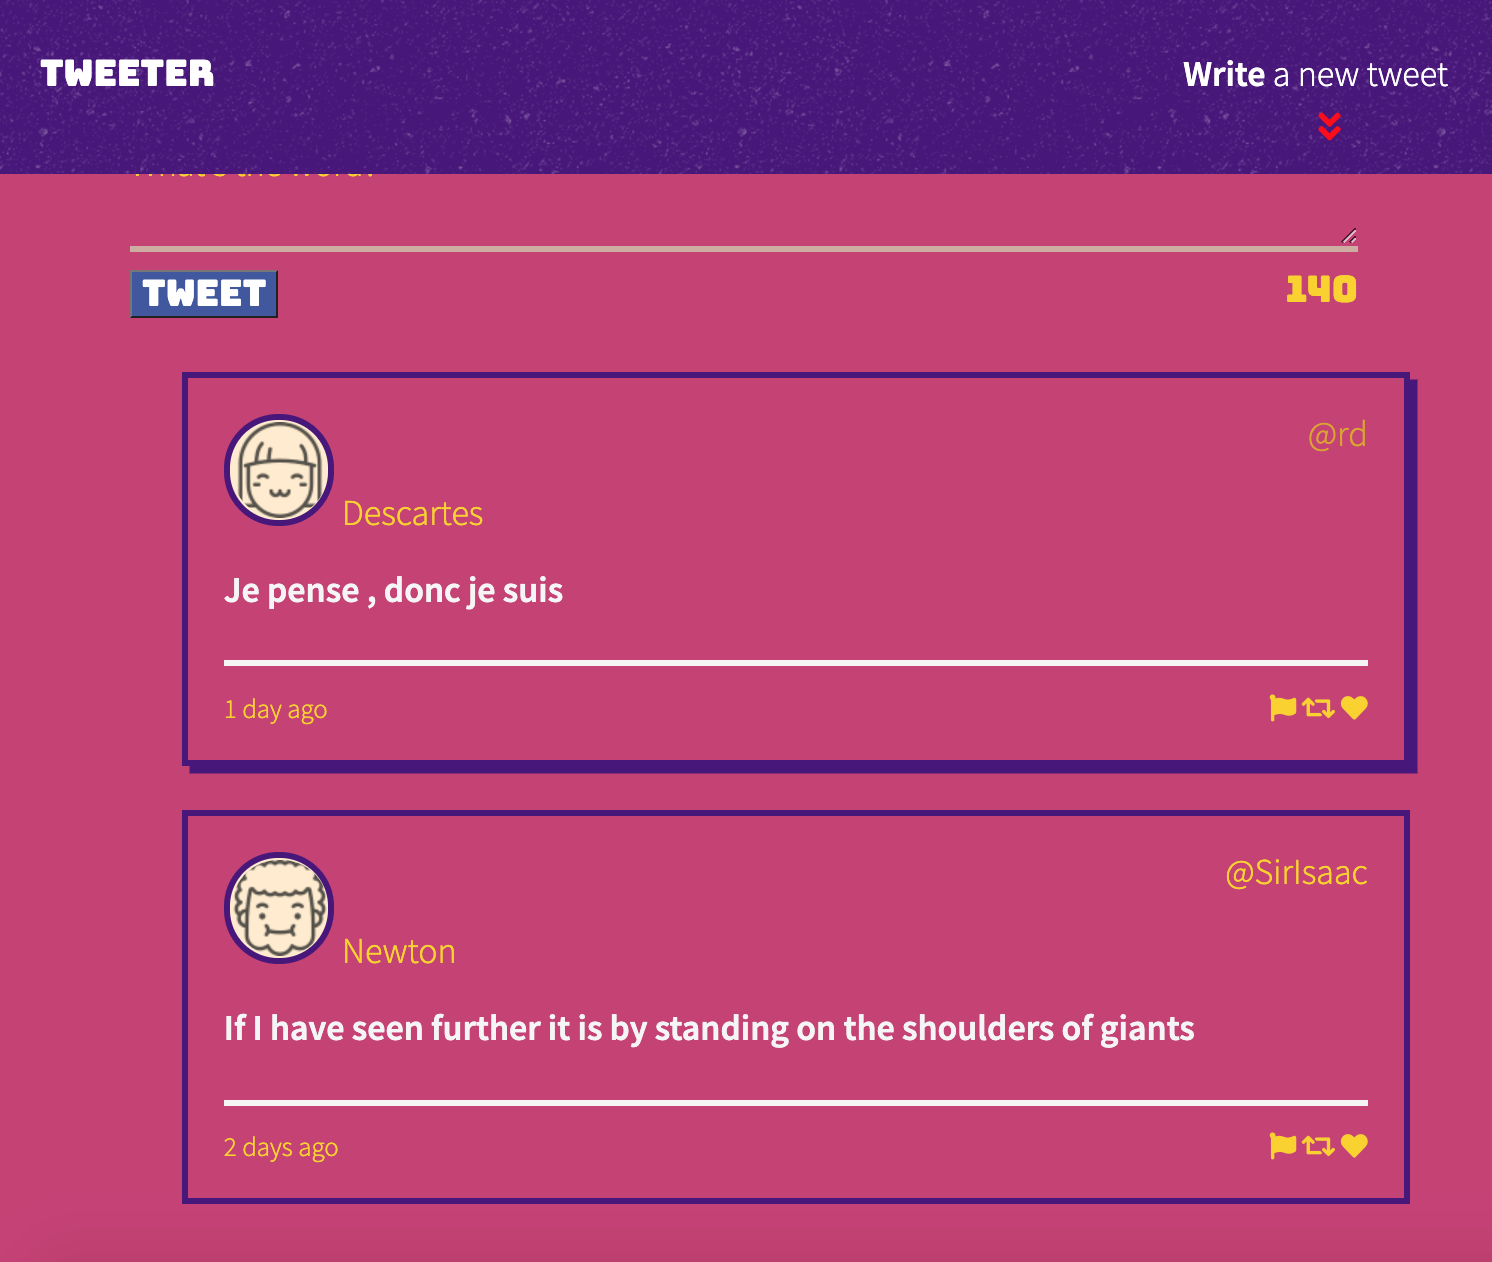 TWEETER
Write a new tweet
TWEET
140
@rd
Descartes
Je pense , donc je suis
1 day ago
@SirIsaac
Newton
If I have seen further it is by standing on the shoulders of giants
2 days ago